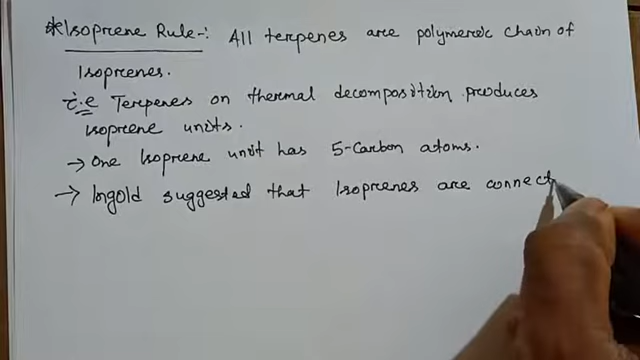 *Isoprene Rule-: All terpenes are polymeric chain of
Isoprenes.
i.e Terpenes on thermal decomposition produces
isoprene units.
→ One Isoprene unit has 5-Carbon atoms.
→ Ingold suggested that Isoprenes are connect